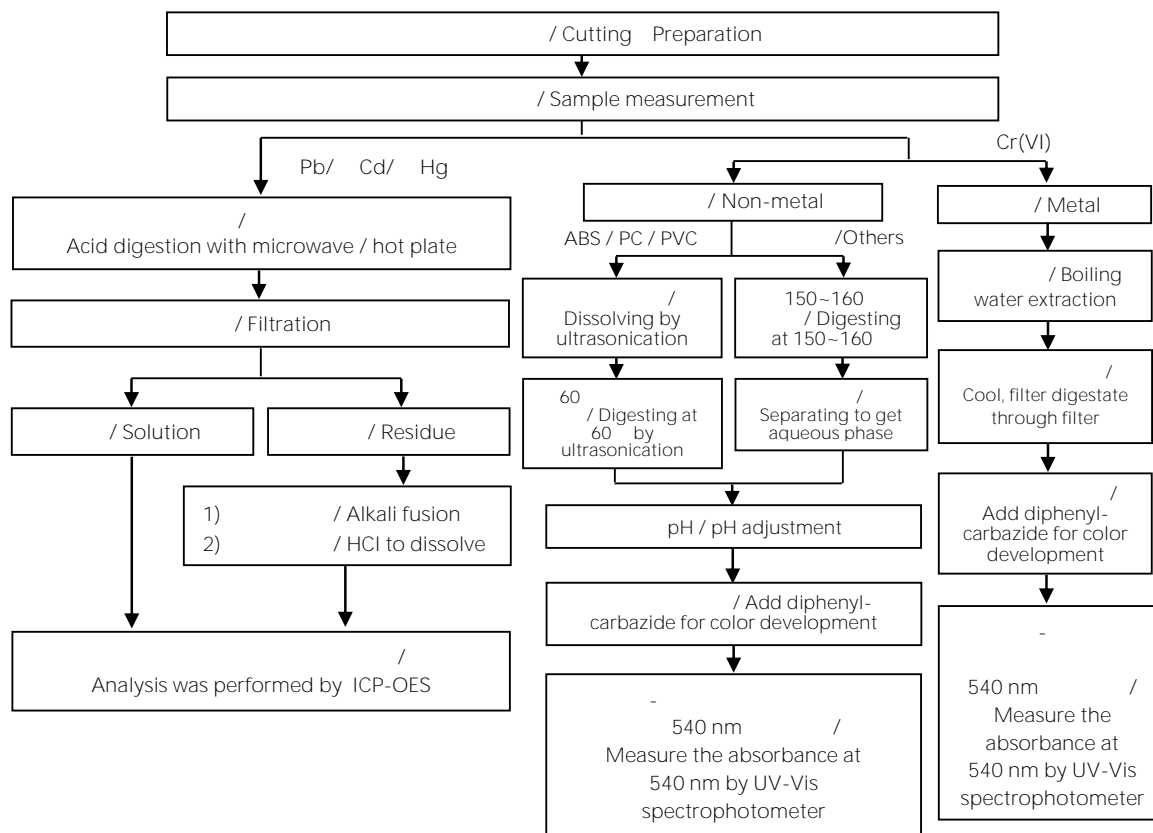 / Cutting Preparation
/ Sample measurement
Pb/ Cd/ Hg
Cr(VI)
/
Acid digestion with microwave / hot plate
/ Non-metal
/ Metal
ABS / PC / PVC
/Others
/ Filtration
/
Dissolving by
ultrasonication
150~160
/ Digesting
at 150~160
/ Boiling
water extraction
/ Solution
/ Residue
60
/ Digesting at
60 by
ultrasonication
/
Separating to get
aqueous phase
/
Cool, filter digestate
through filter
1) / Alkali fusion
2) / HCl to dissolve
pH / pH adjustment
/
Add diphenyl-
carbazide for color
development
/ Add diphenyl-
carbazide for color development
/
Analysis was performed by ICP-OES
-
540 nm /
Measure the absorbance at
540 nm by UV-Vis
spectrophotometer
-
540 nm /
Measure the
absorbance at
540 nm by UV-Vis
spectrophotometer